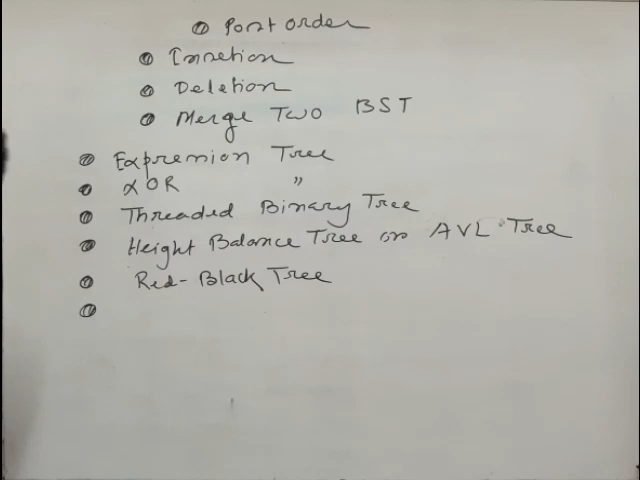 Post order
Insertion
Deletion
Merge Two BST
Expression Tree
XOR "
Threaded Binary Tree
Height Balance Tree or AVL Tree
Red-Black Tree